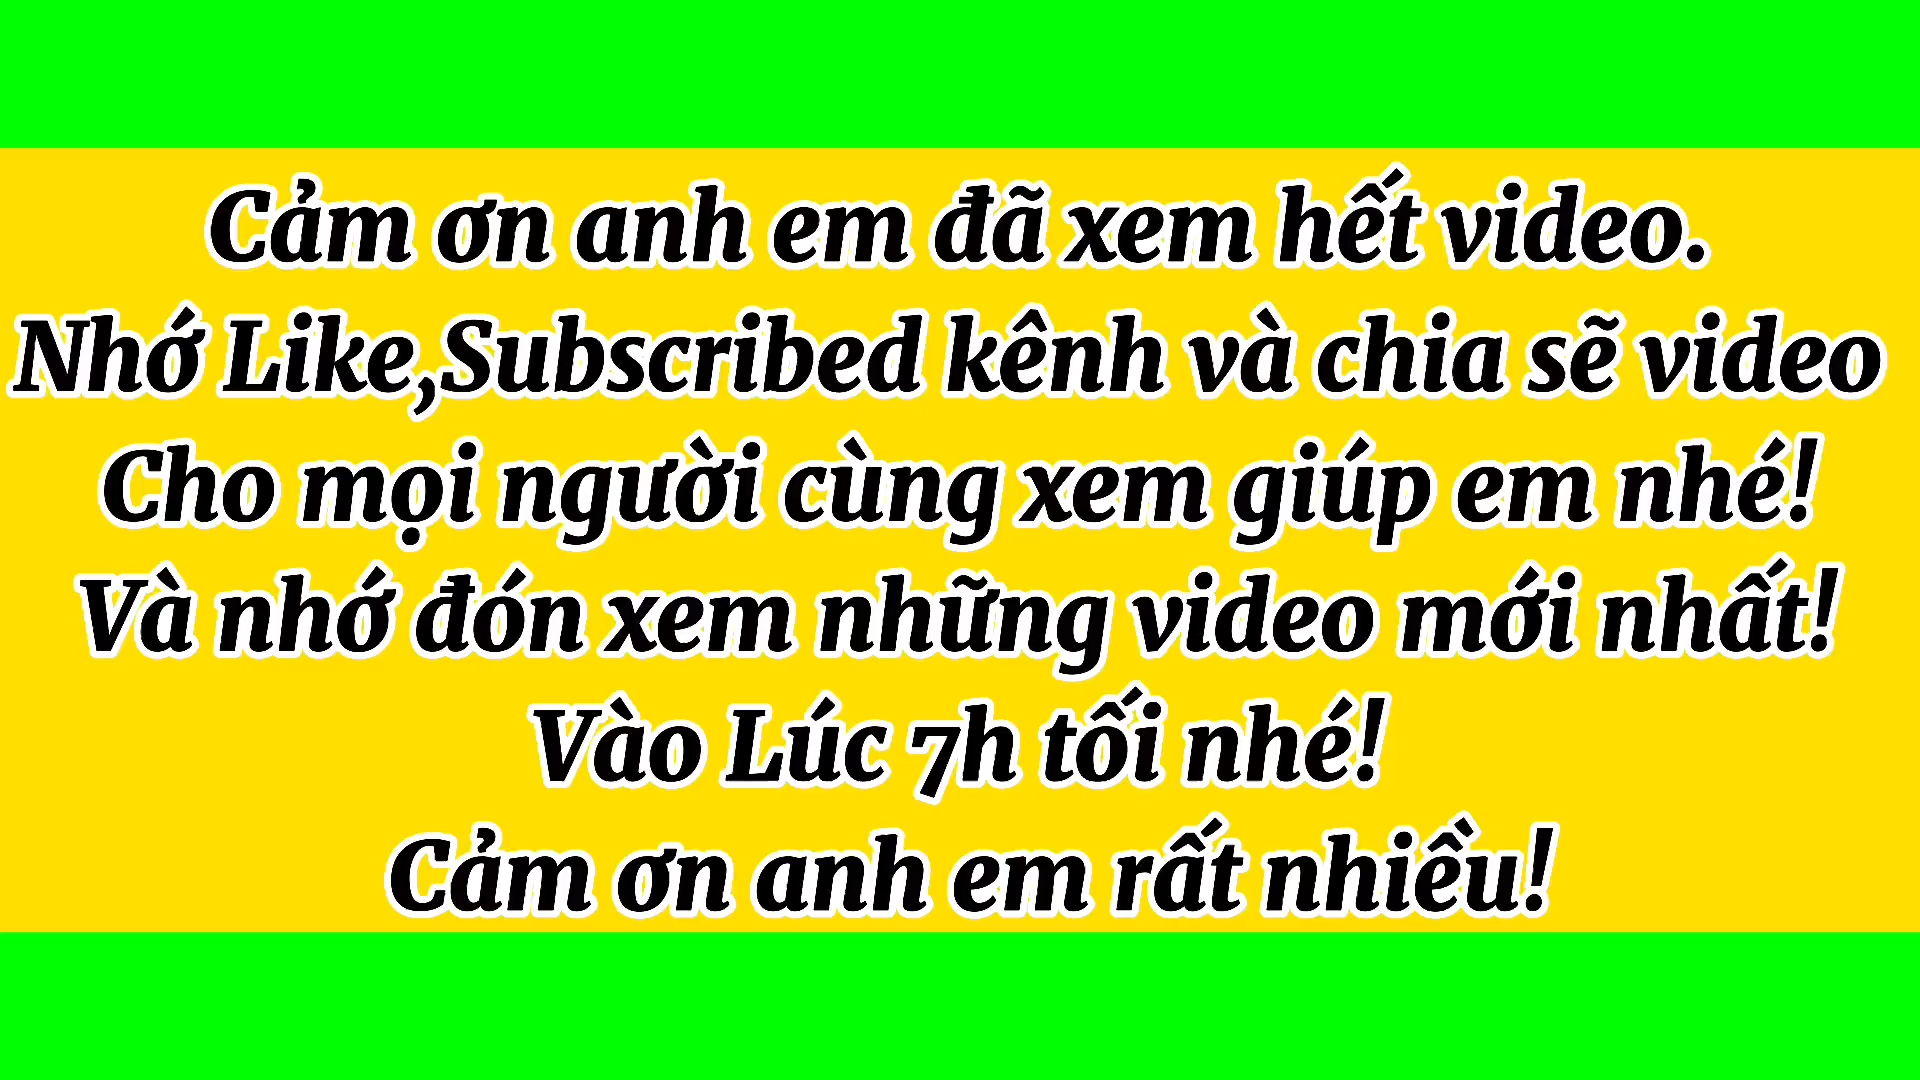 Cảm ơn anh em đã xem hết video.
Nhớ Like,Subscribed kênh và chia sẽ video
Cho mọi người cùng xem giúp em nhé!
Và nhớ đón xem những video mới nhất!
Vào Lúc 7h tối nhé!
Cảm ơn anh em rất nhiều!